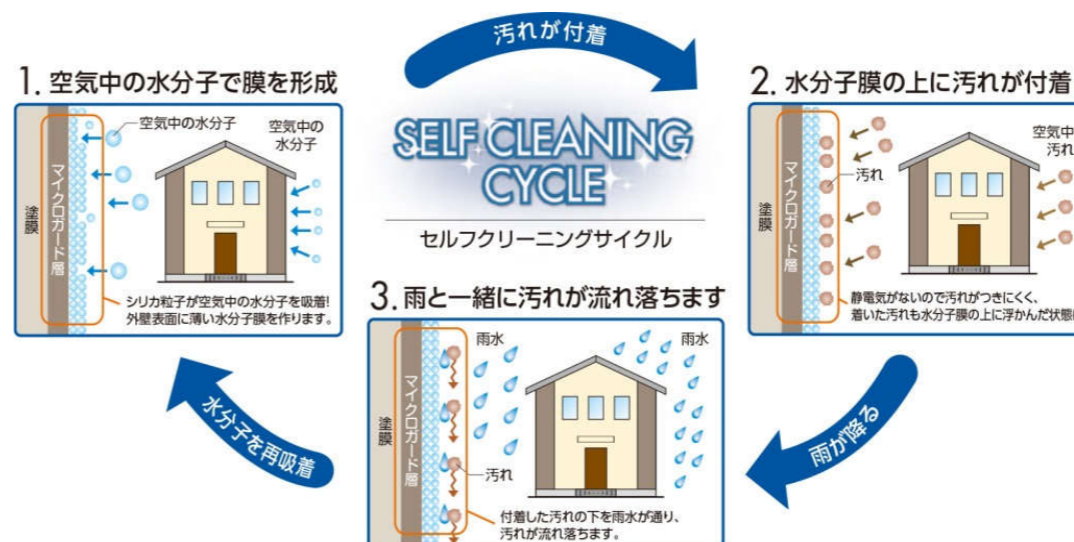 汚れが付着
1. 空気中の水分子で膜を形成
空気中の水分子
空気中の
水分子
塗膜
マイクロガード層
シリカ粒子が空気中の水分子を吸着!
外壁表面に薄い水分子膜を作ります。
SELF CLEANING
CYCLE
セルフクリーニングサイクル
2. 水分子膜の上に汚れが付着
空気中
汚れ
汚れ
塗膜
マイクロガード層
静電気がないので汚れがつきにくく、
着いた汚れも水分子膜の上に浮かんだ状態
雨が降る
3. 雨と一緒に汚れが流れ落ちます
雨水
雨水
塗膜
マイクロガード層
汚れ
付着した汚れの下を雨水が通り、
汚れが流れ落ちます。
水分子を再吸着